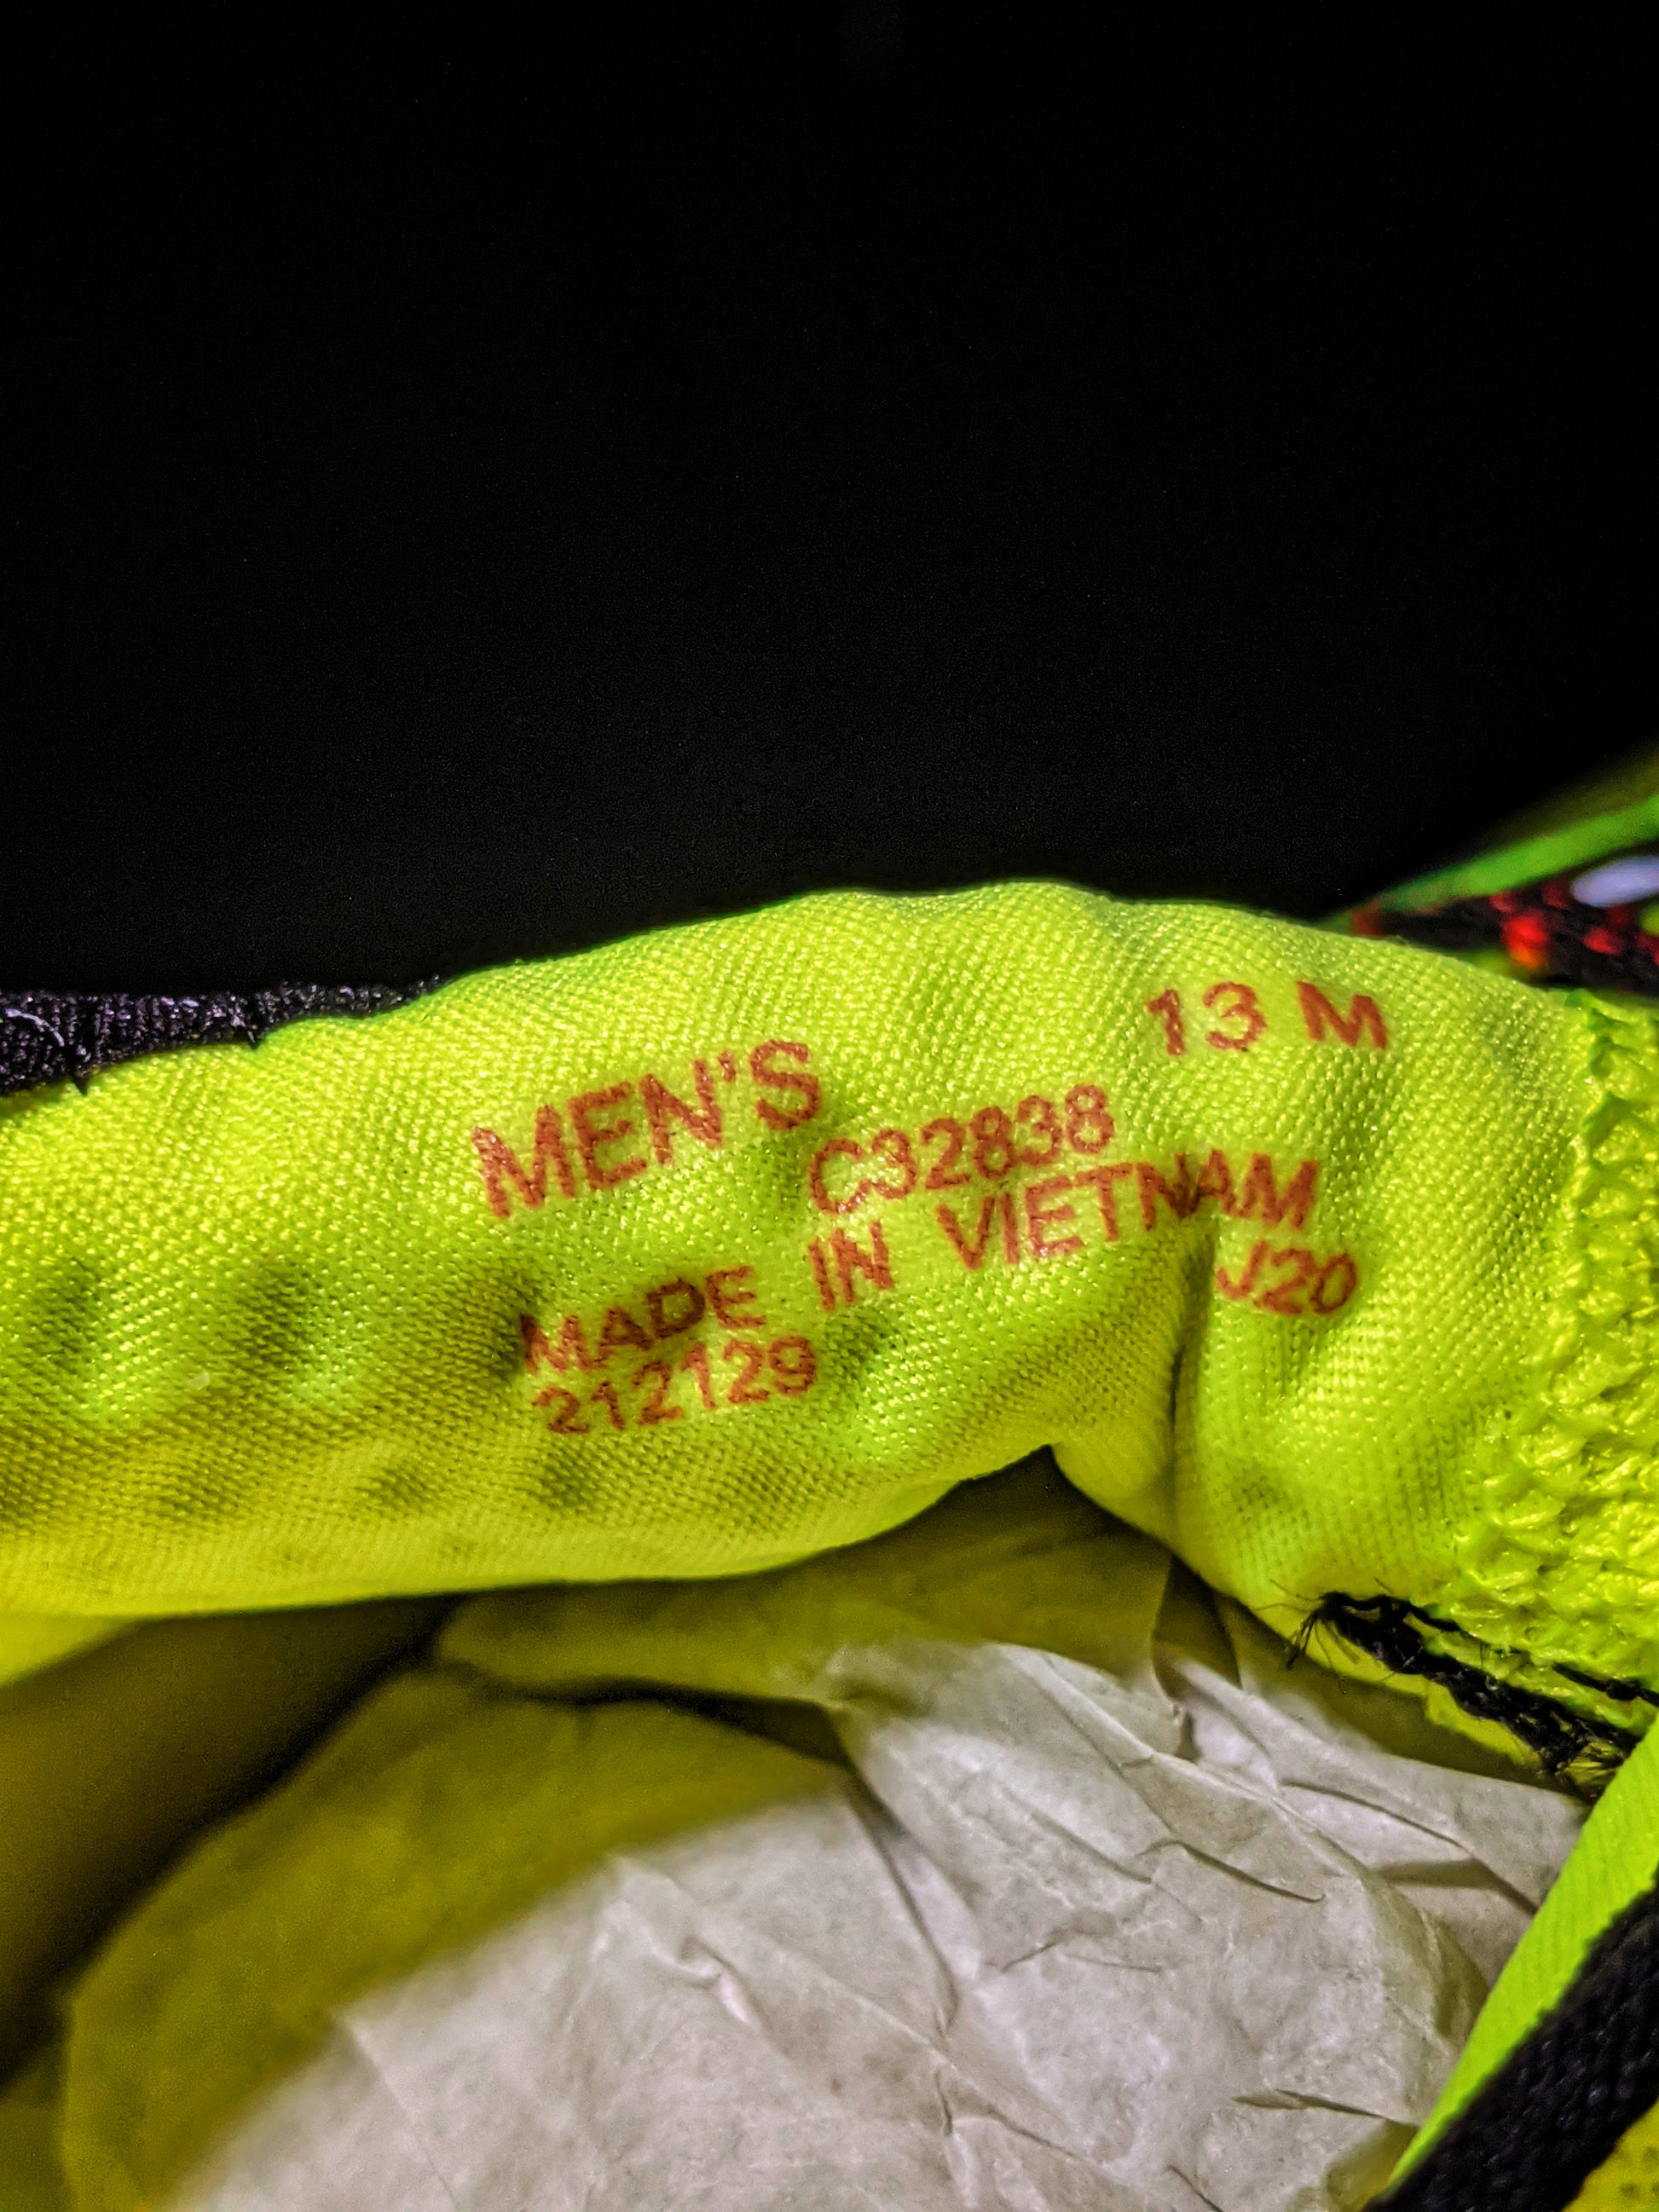 MEN'S 13 M
C32838
MADE IN VIETNAM
212129 J20